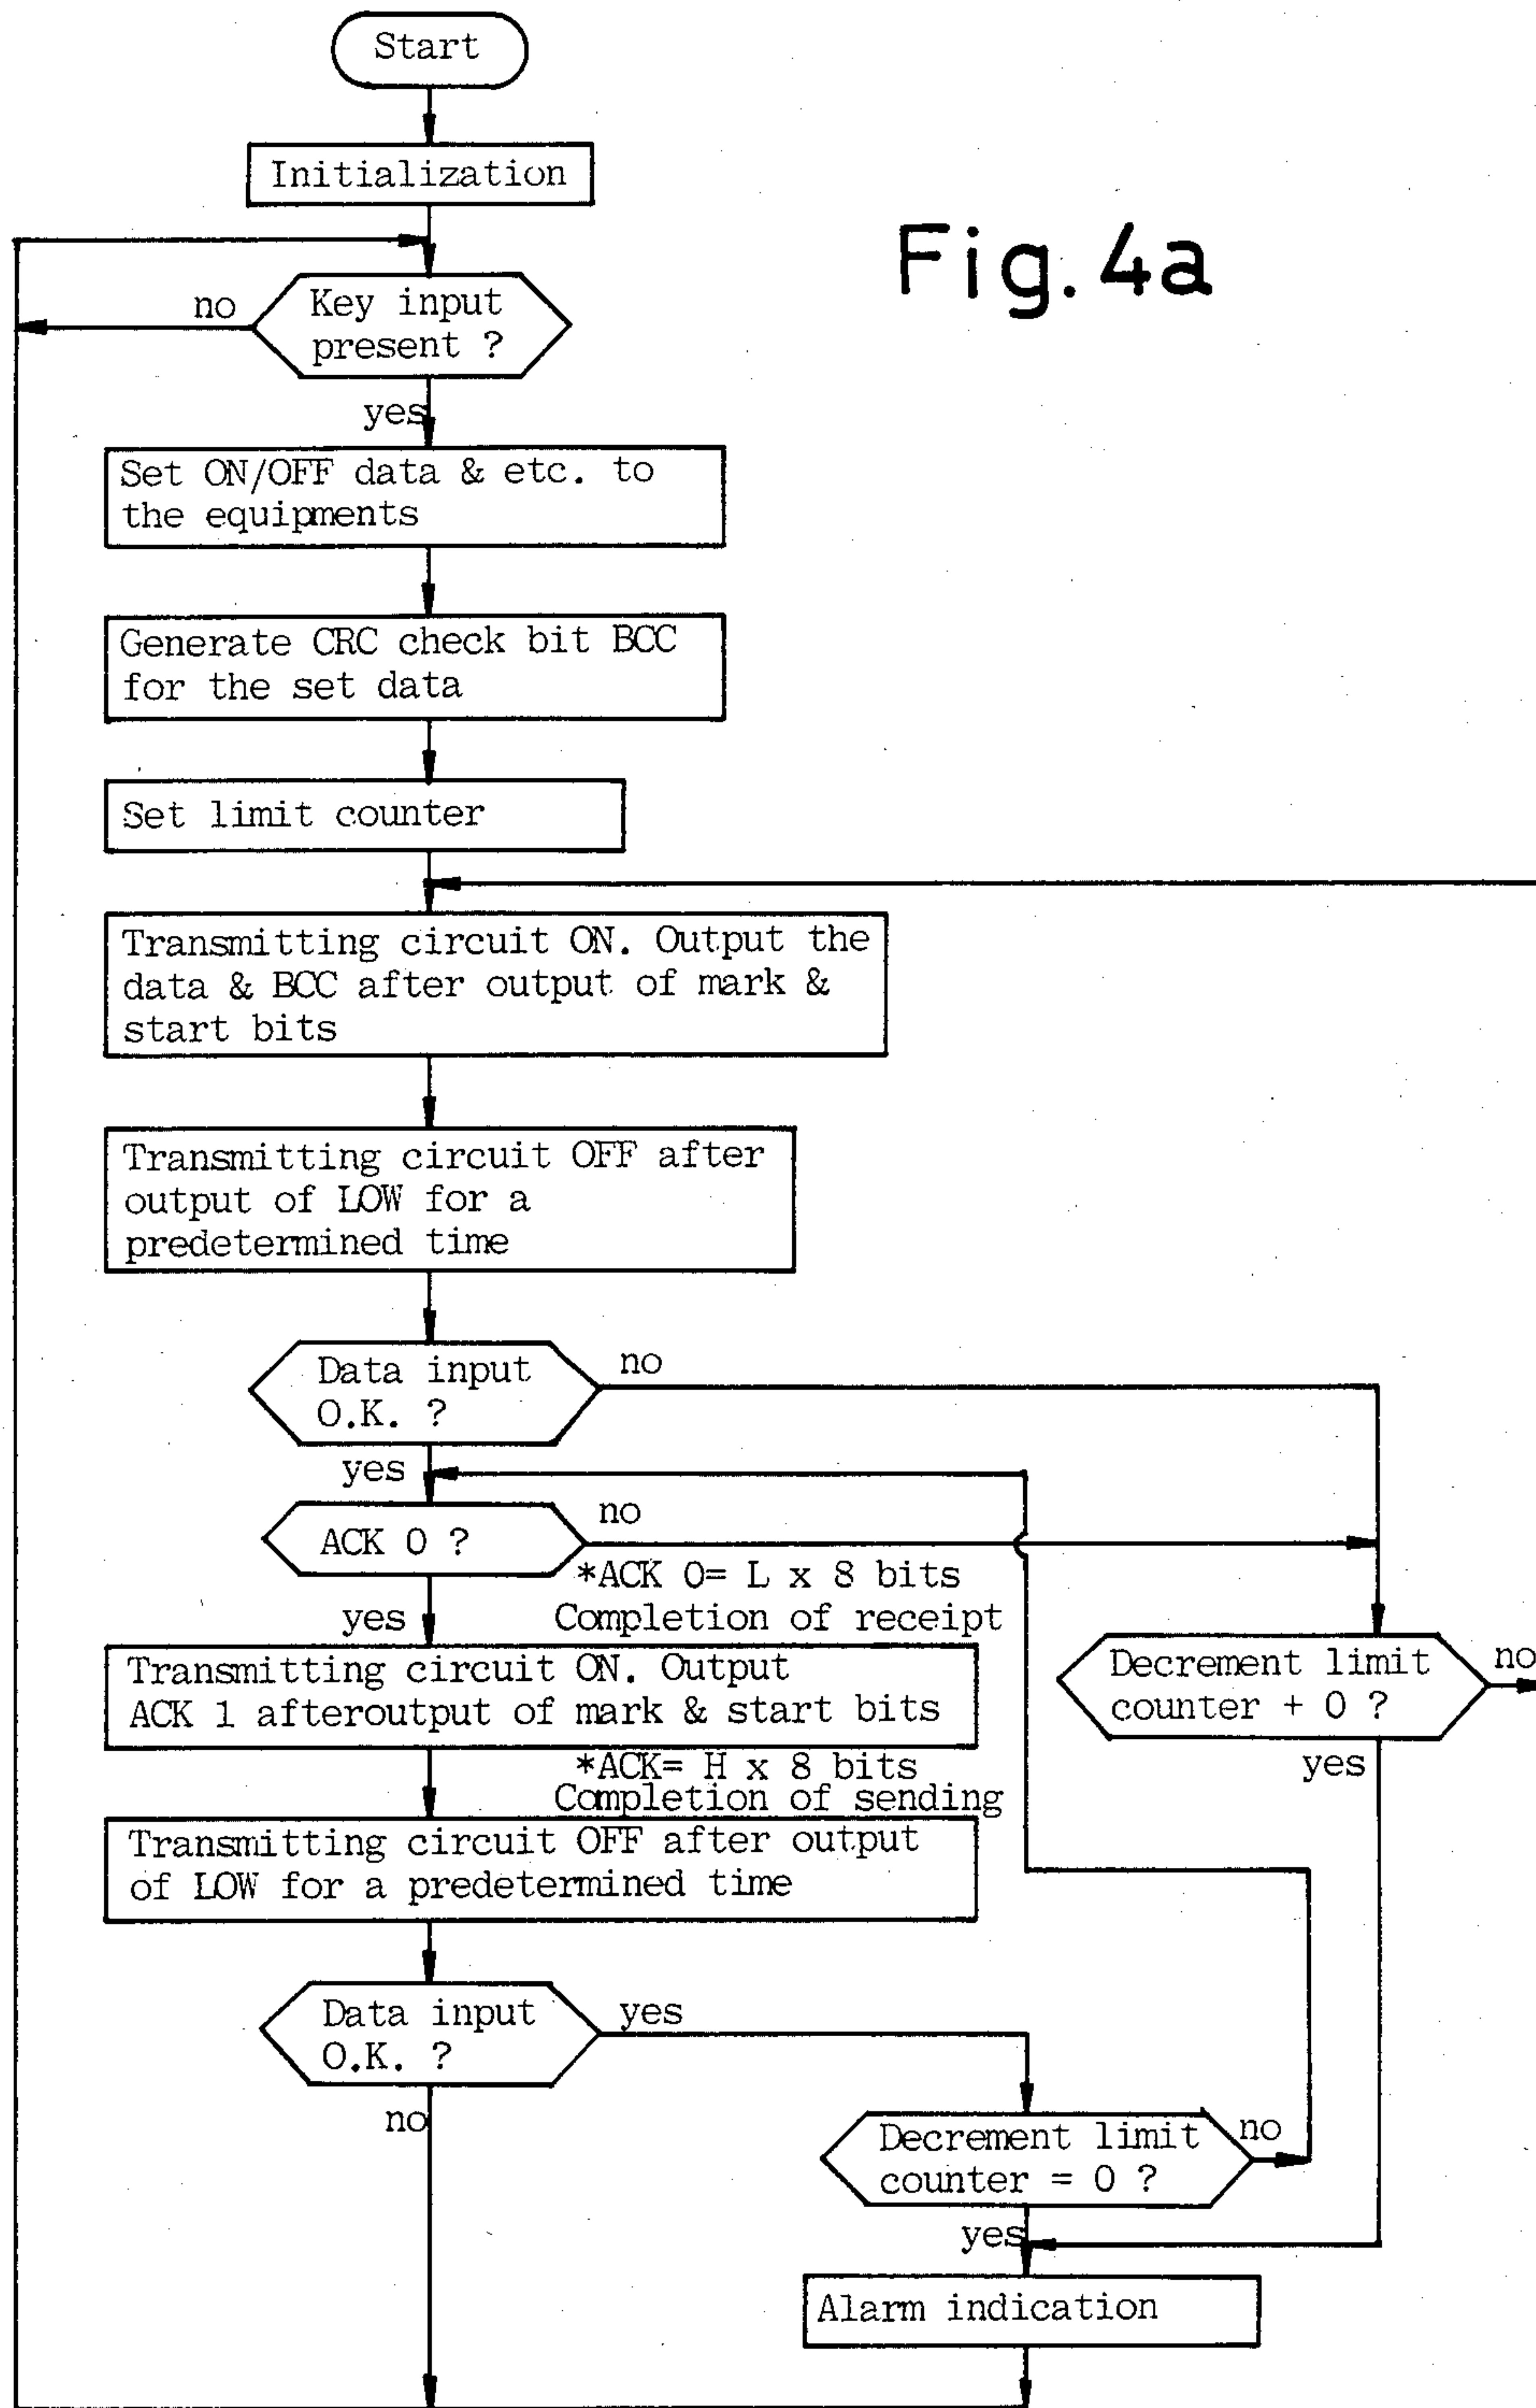 Start
Initialization
Fig. 4a
no
Key input
present ?
yes
Set ON/OFF data & etc. to
the equipments
Generate CRC check bit BCC
for the set data
Set limit counter
Transmitting circuit ON. Output the
data & BCC after output of mark &
start bits
Transmitting circuit OFF after
output of LOW for a
predetermined time
Data input
O.K. ?
no
yes
ACK 0 ?
no
*ACK 0= L x 8 bits
Completion of receipt
yes
Transmitting circuit ON. Output
ACK 1 afteroutput of mark & start bits
Decrement limit
counter + 0 ?
no
yes
*ACK= H x 8 bits
Completion of sending
Transmitting circuit OFF after output
of LOW for a predetermined time
Data input
O.K. ?
yes
no
Decrement limit
counter = 0 ?
no
yes
Alarm indication